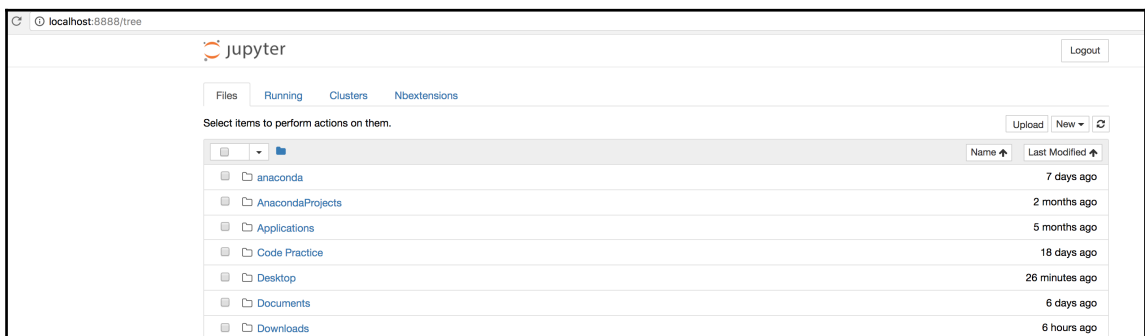 localhost:8888/tree
jupyter
Logout
Files Running Clusters Nbextensions
Select items to perform actions on them.
Upload New
Name Last Modified
anaconda 7 days ago
AnacondaProjects 2 months ago
Applications 5 months ago
Code Practice 18 days ago
Desktop 26 minutes ago
Documents 6 days ago
Downloads 6 hours ago